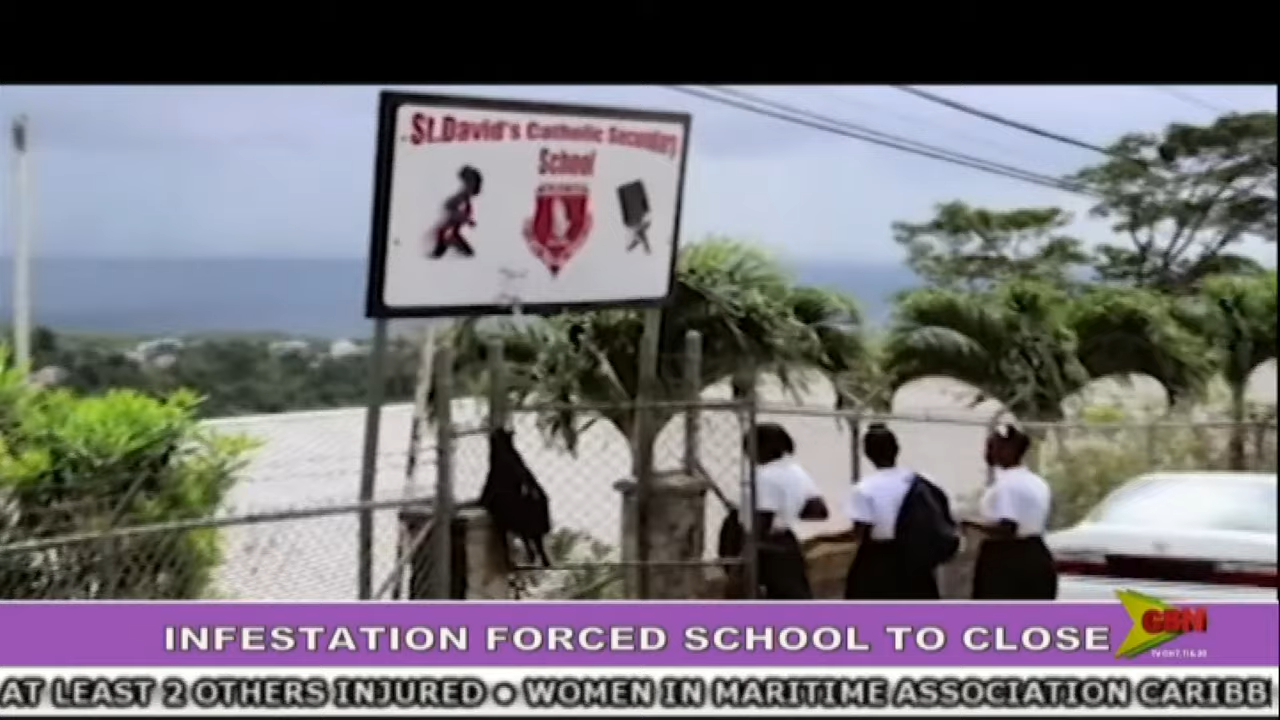 St. David's Catholic Secondary
School
INFESTATION FORCED SCHOOL TO CLOSE
GBN
AT LEAST 2 OTHERS INJURED • WOMEN IN MARITIME ASSOCIATION CARIBB